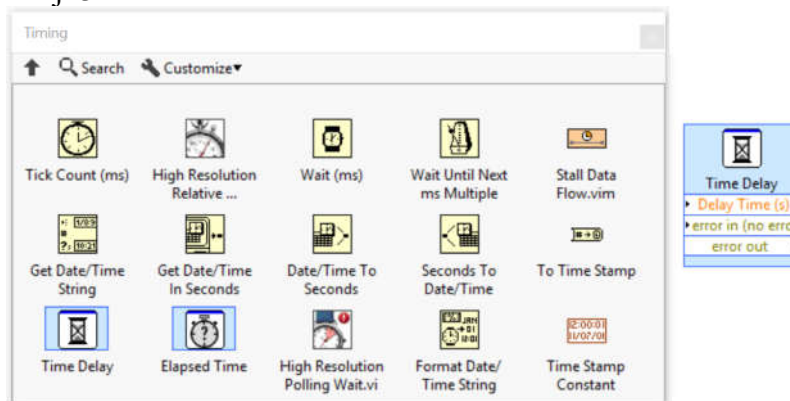 Timing
Search Customize
Tick Count (ms) High Resolution Wait (ms) Wait Until Next Stall Data
Relative ... ms Multiple Flow.vim
Get Date/Time Get Date/Time Date/Time To Seconds To To Time Stamp
String In Seconds Seconds Date/Time
Time Delay Elapsed Time High Resolution Format Date/ Time Stamp
Polling Wait.vi Time String Constant
Time Delay
Delay Time (s)
error in (no erro
error out